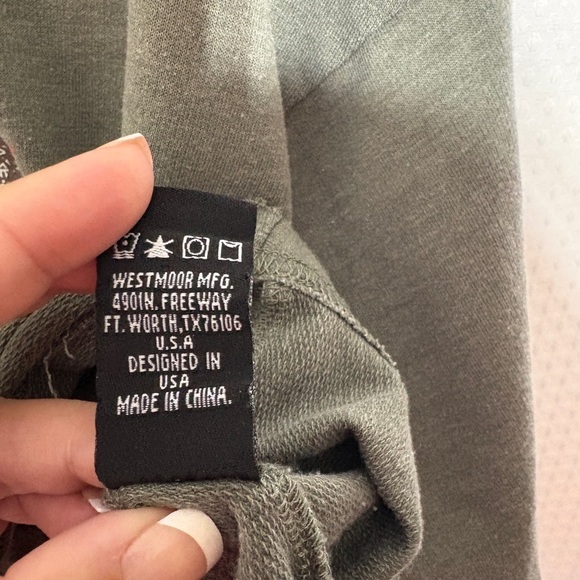 WESTMOOR MFG.
4901N. FREEWAY
FT. WORTH,TX76106
U.S.A
DESIGNED IN
USA
MADE IN CHINA.